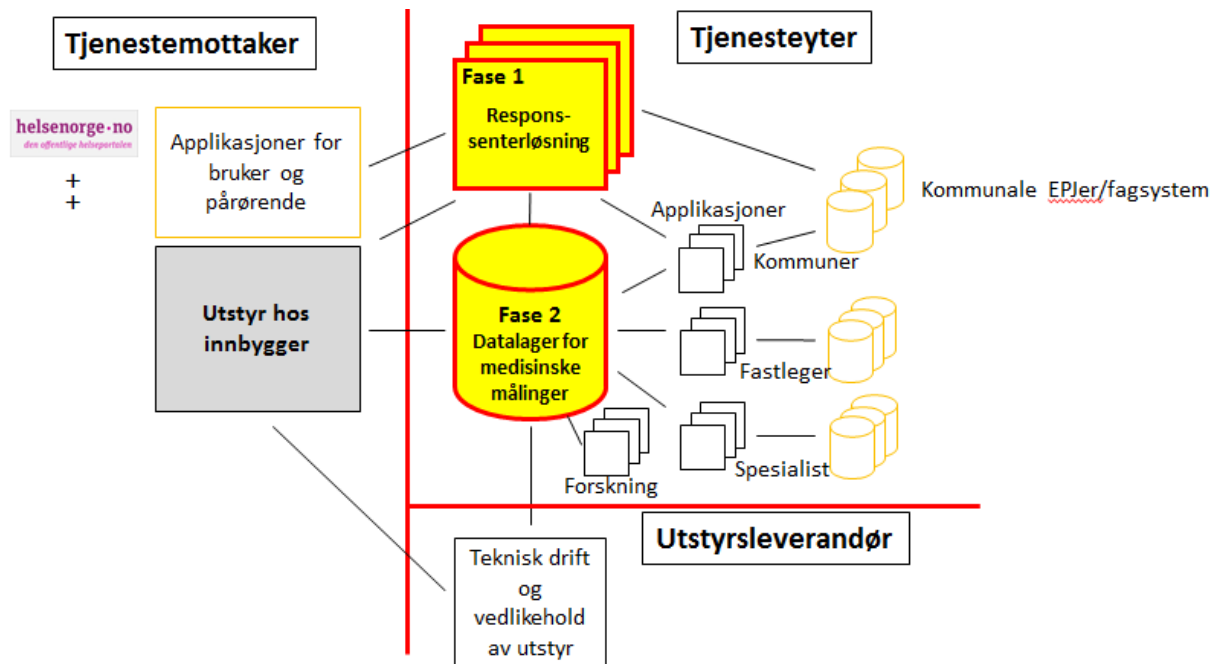 Tjenestemottaker
Tjenesteyter
helsenorge.no
den offentlige helseportalen
+
+
Applikasjoner for
bruker og
pårørende
Fase 1
Respons-
senterløsning
Kommunale EPJer/fagsystem
Applikasjoner
Kommuner
Utstyr hos
innbygger
Fase 2
Datalager for
medisinske
målinger
Fastleger
Forskning
Spesialist
Utstyrsleverandør
Teknisk drift
og
vedlikehold
av utstyr